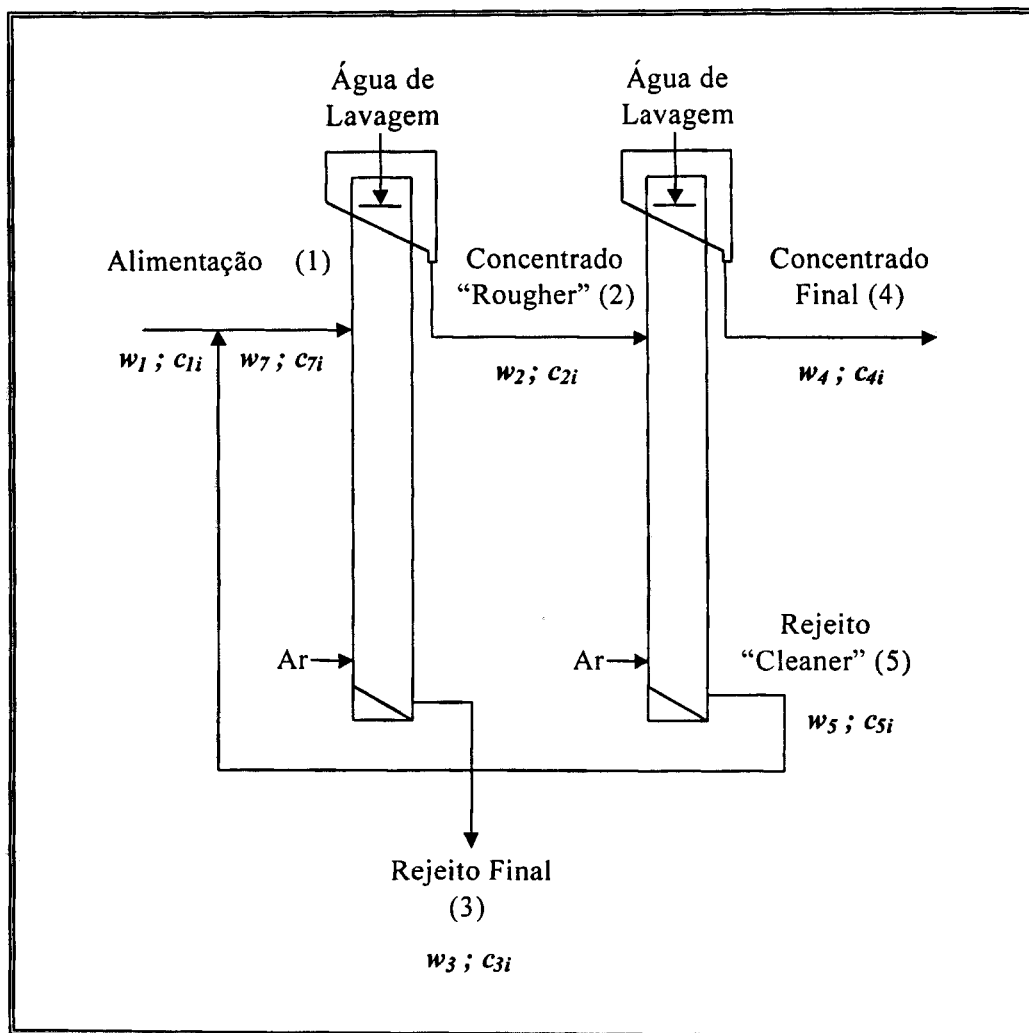 Água de
Lavagem
Água de
Lavagem
Alimentação (1)
Concentrado
“Rougher” (2)
Concentrado
Final (4)
w1 ; c1i
w7 ; c7i
w2; c2i
w4 ; c4i
Ar
Ar
Rejeito
“Cleaner” (5)
w5 ; c5i
Rejeito Final
(3)
w3 ; c3i